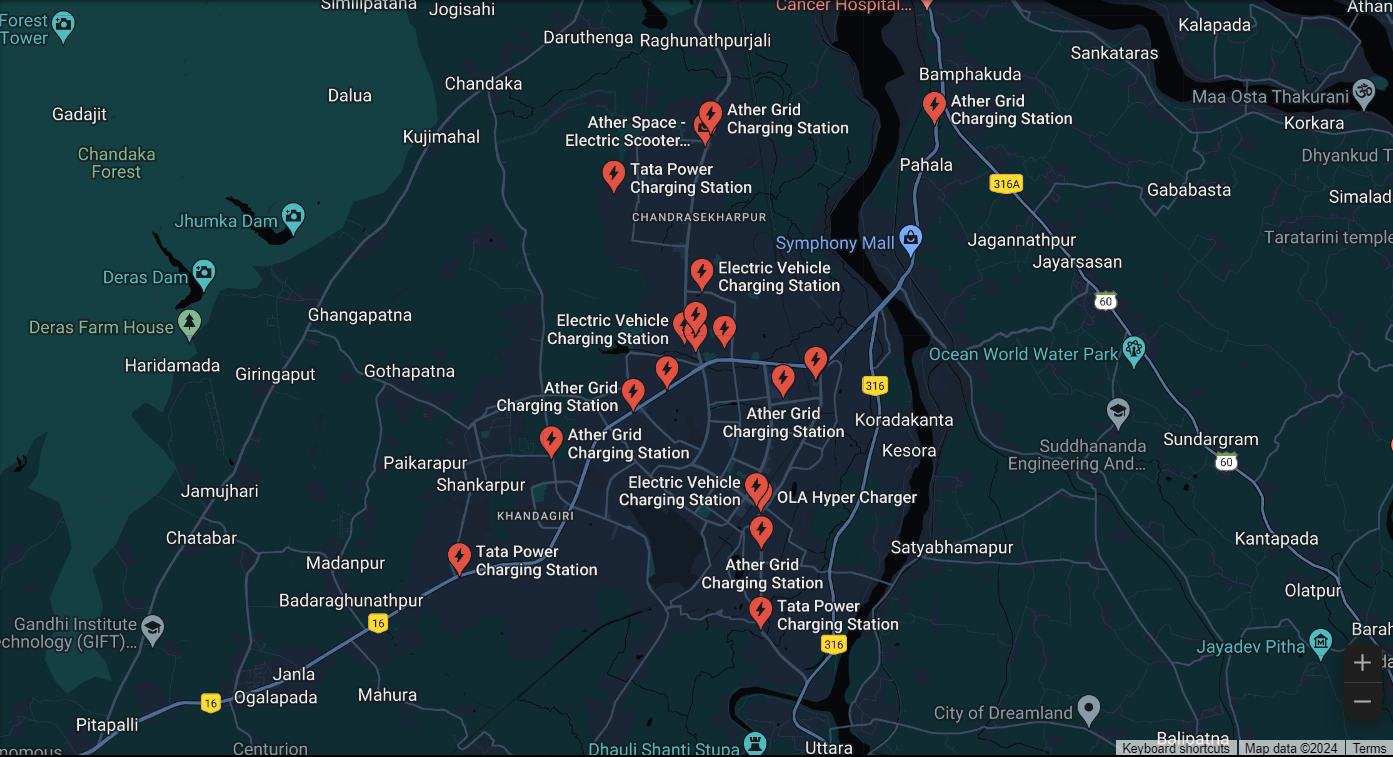 Similipatana
Jogisahi
Cancer Hospital...
Athan
Forest
Tower
Daruthenga
Raghunathpurjali
Kalapada
Sankataras
Chandaka
Bamphakuda
Dalua
Maa Osta Thakurani
Gadajit
Ather Grid
Charging Station
Ather Grid
Charging Station
Ather Space -
Electric Scooter...
Korkara
Kujimahal
Chandaka
Forest
Dhyankud T
Pahala
Tata Power
Charging Station
316A
Gababasta
Simalad
CHANDRASEKHARPUR
Jhumka Dam
Symphony Mall
Jagannathpur
Taratarini temple
Jayarsasan
Deras Dam
Electric Vehicle
Charging Station
60
Ghangapatna
Deras Farm House
Electric Vehicle
Charging Station
Ocean World Water Park
Haridamada
Giringaput
Gothapatna
316
Ather Grid
Charging Station
Ather Grid
Charging Station
Koradakanta
Ather Grid
Charging Station
Kesora
Suddhananda
Engineering And...
Sundargram
60
Paikarapur
Shankarpur
Jamujhari
Electric Vehicle
Charging Station
OLA Hyper Charger
KHANDAGIRI
Chatabar
Kantapada
Satyabhamapur
Madanpur
Tata Power
Charging Station
Ather Grid
Charging Station
Olatpur
Badaraghunathpur
Tata Power
Charging Station
16
Gandhi Institute
chnology (GIFT)...
Barah
316
Jayadev Pitha
da
Janla
Ogalapada
Mahura
16
City of Dreamland
Pitapalli
nomous
Centurion
Dhauli Shanti Stupa
Uttara
Balipatna
Keyboard shortcuts
Map data ©2024
Terms